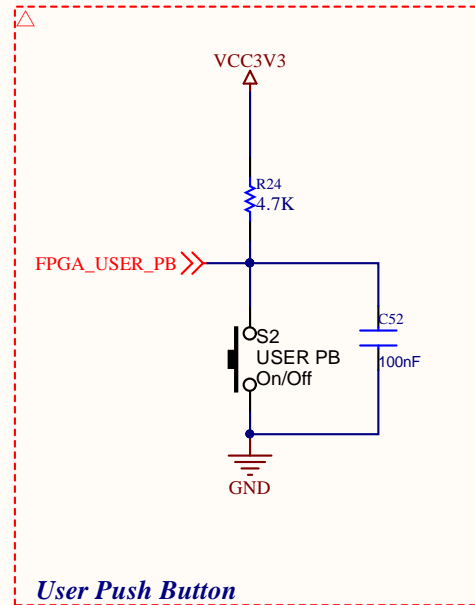 VCC3V3
R24
4.7K
FPGA_USER_PB
S2
USER PB
On/Off
C52
100nF
GND
User Push Button